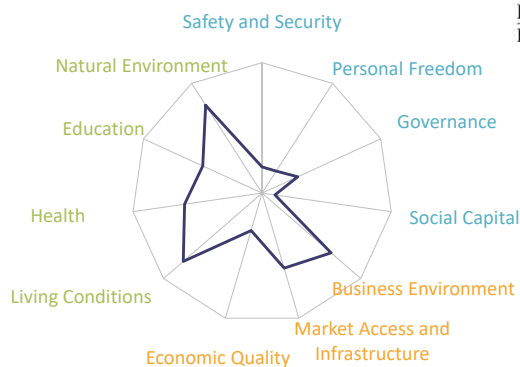 Safety and Security
Natural Environment
Personal Freedom
Education
Governance
Health
Social Capital
Living Conditions
Business Environment
Market Access and
Infrastructure
Economic Quality